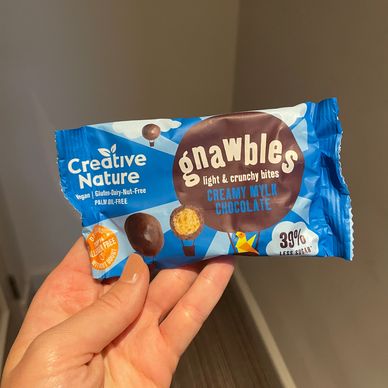 Creative
Nature
Vegan | Gluten-Dairy-Nut-Free
PALM OIL-FREE
gnawbles
light & crunchy bites
CREAMY MYLK
CHOCOLATE
39%
LESS SUGAR*